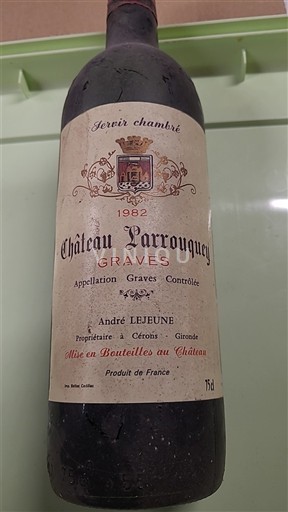 Servir chambré
1982
Château Larrouquey
GRAVES
VINOU
Appellation Graves Contrôlée
André LEJEUNE
Propriétaire à Cérons - Gironde
Mise en Bouteilles au Château
Produit de France
75cl